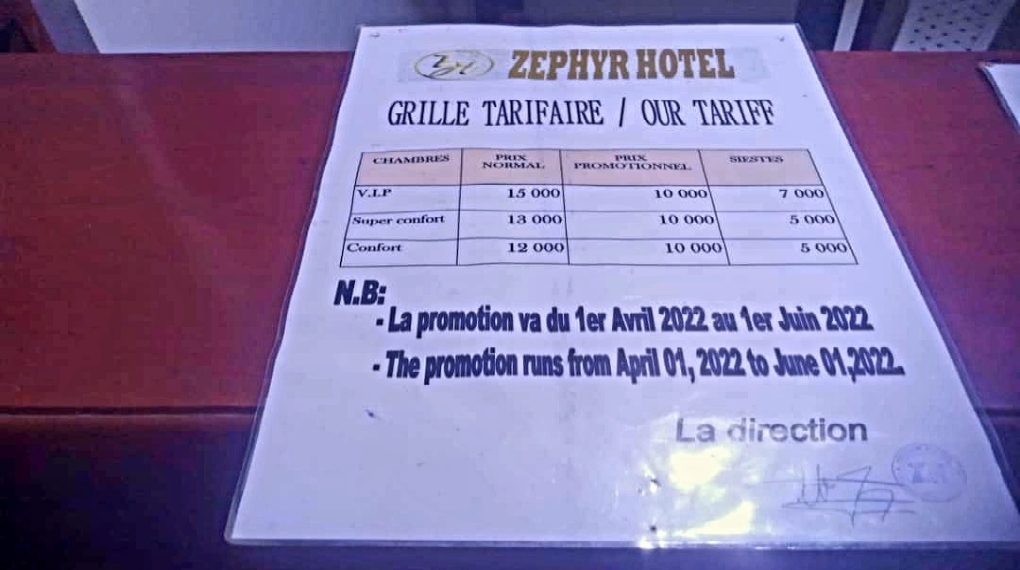 ZH ZEPHYR HOTEL
GRILLE TARIFAIRE / OUR TARIFF
CHAMBRES PRIX NORMAL PRIX PROMOTIONNEL SIESTES
V.I.P 15 000 10 000 7 000
Super confort 13 000 10 000 5 000
Confort 12 000 10 000 5 000
N.B:
- La promotion va du 1er Avril 2022 au 1er Juin 2022
- The promotion runs from April 01, 2022 to June 01,2022.
La direction